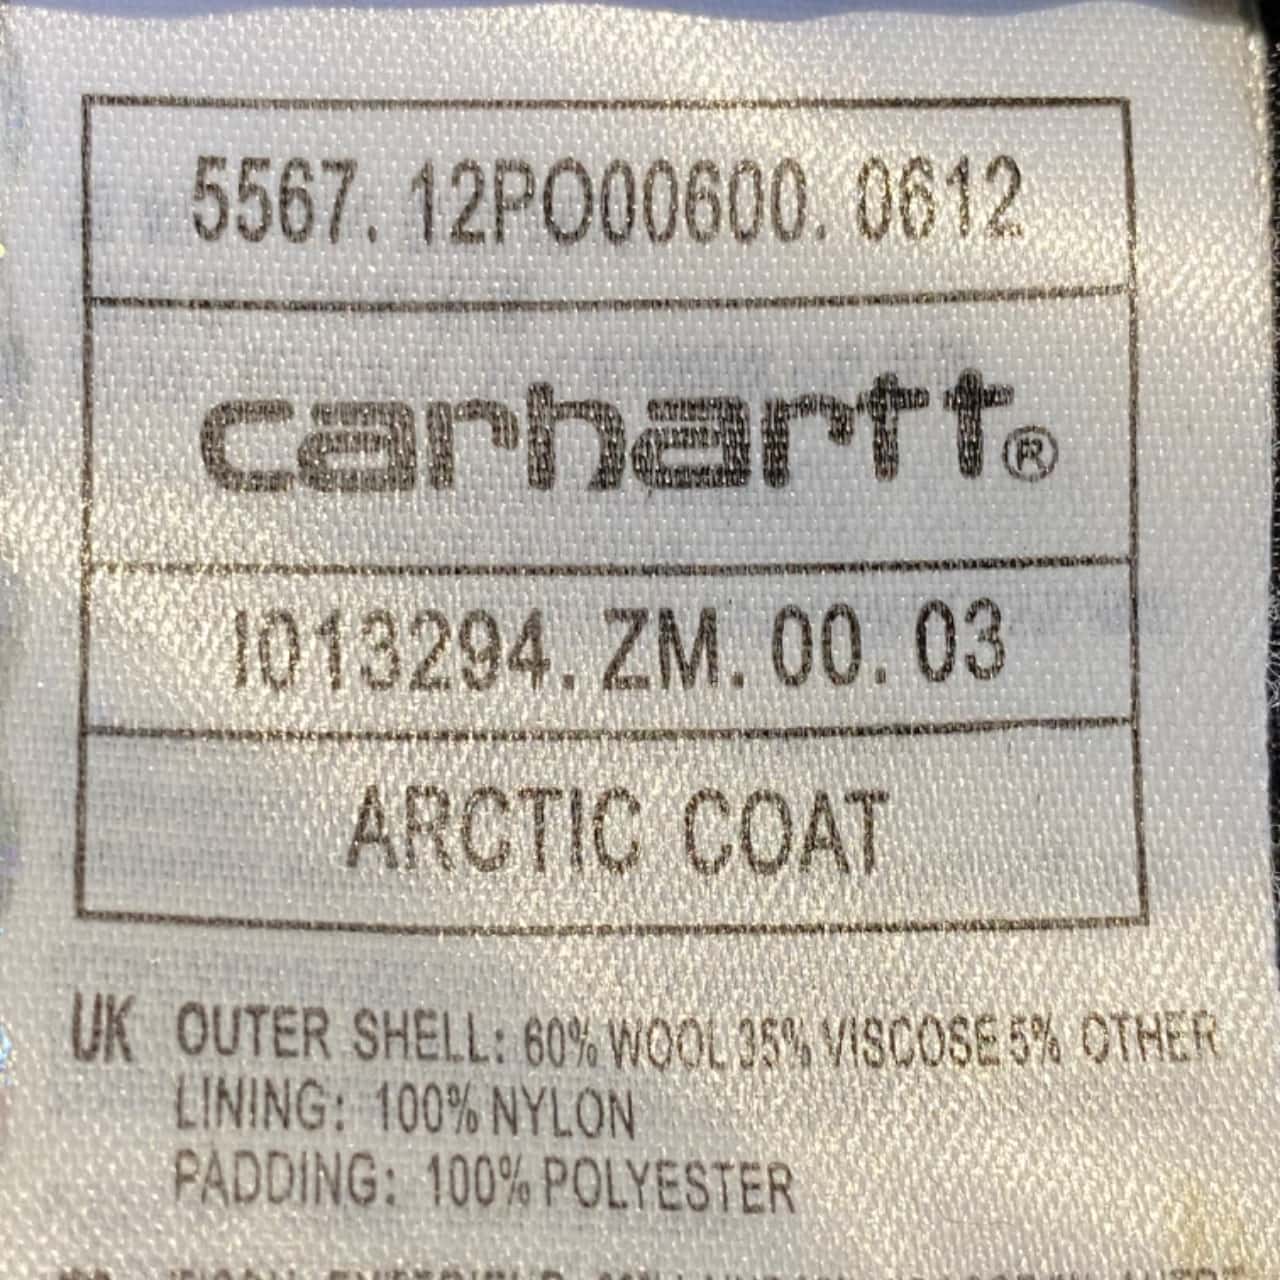 5567. 12PO00600. 0612
carhartt®
I013294. ZM. 00. 03
ARCTIC COAT
UK OUTER SHELL: 60% WOOL 35% VISCOSE 5% OTHER
LINING: 100% NYLON
PADDING: 100% POLYESTER